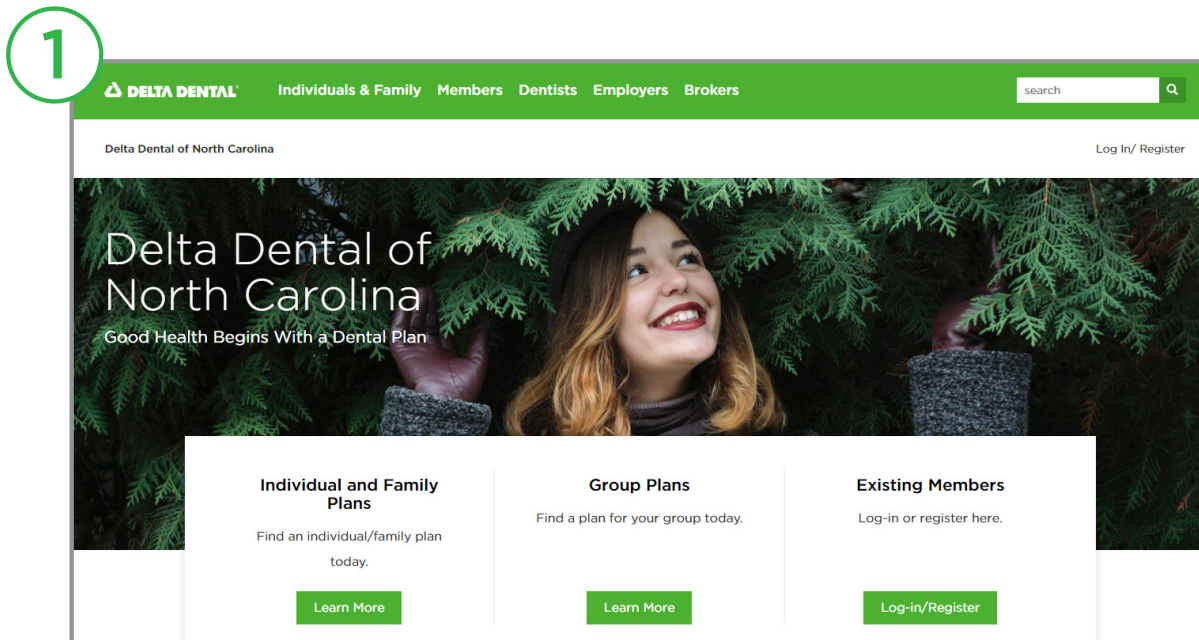 1
DELTA DENTAL®
Individuals & Family Members Dentists Employers Brokers
search
Delta Dental of North Carolina
Log In/ Register
Delta Dental of
North Carolina
Good Health Begins With a Dental Plan
Individual and Family
Plans
Find an individual/family plan
today.
Learn More
Group Plans
Find a plan for your group today.
Learn More
Existing Members
Log-in or register here.
Log-in/Register